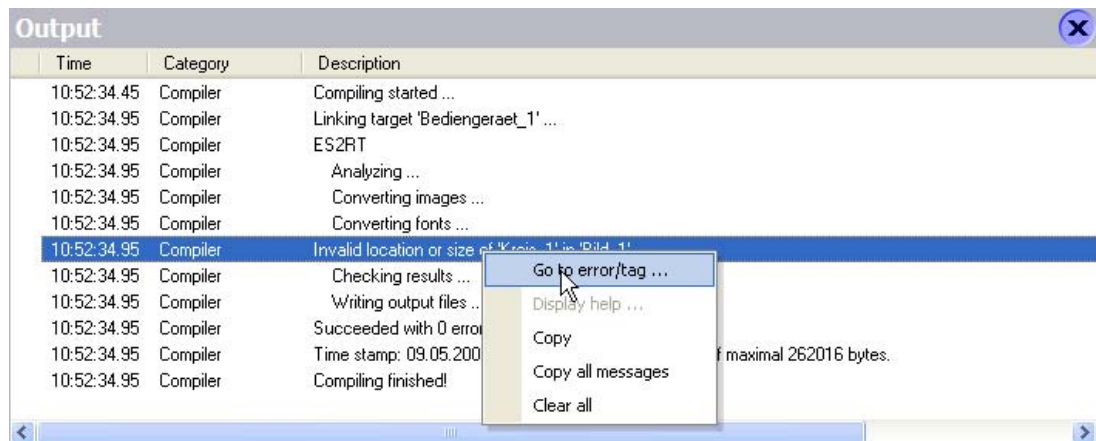 Output
Time Category Description
10:52:34.45 Compiler Compiling started ...
10:52:34.95 Compiler Linking target 'Bediengeraet_1' ...
10:52:34.95 Compiler ES2RT
10:52:34.95 Compiler Analyzing ...
10:52:34.95 Compiler Converting images ...
10:52:34.95 Compiler Converting fonts ...
10:52:34.95 Compiler Invalid location or size of 'Kreis_1' in 'Bild_1'
10:52:34.95 Compiler Checking results ...
10:52:34.95 Compiler Writing output files ..
10:52:34.95 Compiler Succeeded with 0 erro
10:52:34.95 Compiler Time stamp: 09.05.200 f maximal 262016 bytes.
10:52:34.95 Compiler Compiling finished!
Go to error/tag ...
Display help ...
Copy
Copy all messages
Clear all